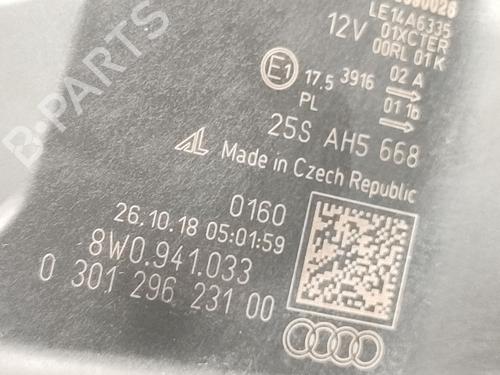 LE14A6335
12V 01XCTER
00RL 01K
E1 17.5 3916 02 A
PL 01 1b
25S AH5 668
AL Made in Czech Republic
0160
26.10.18 05:01:59
8W0.941.033
0 301 296 231 00
B-PARTS